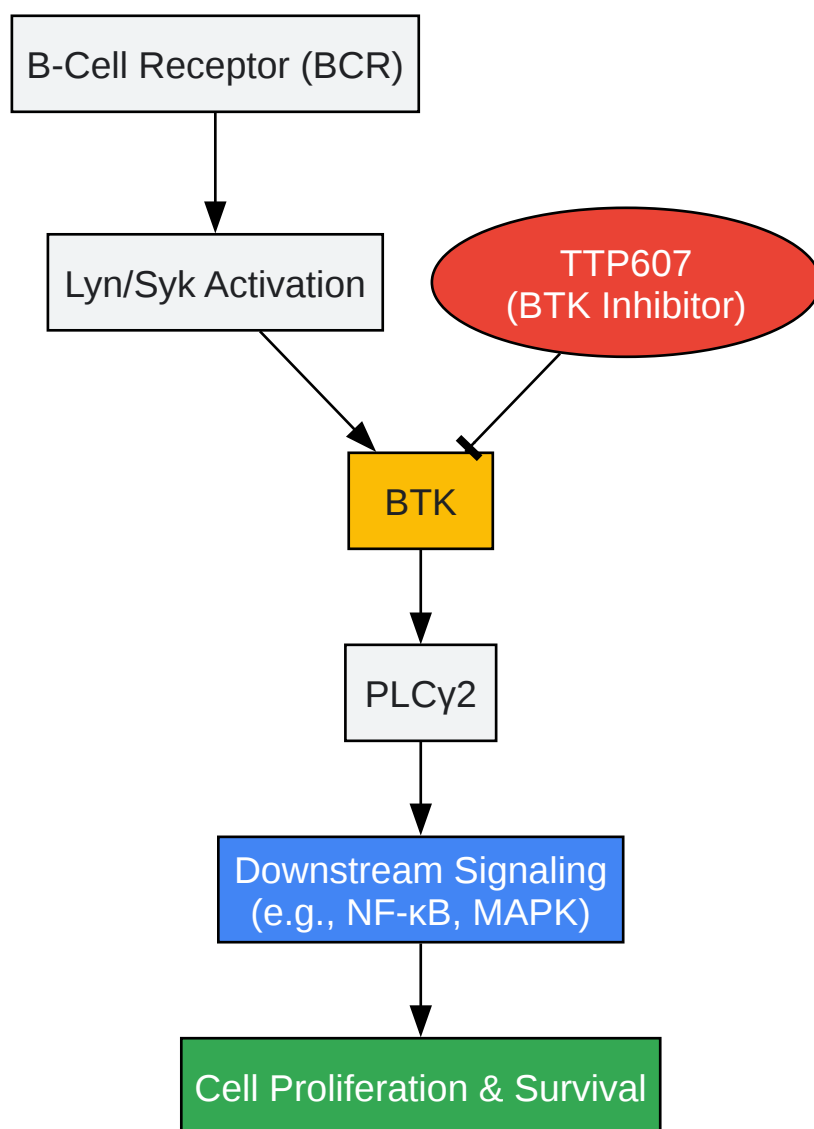 B-Cell Receptor (BCR)
Lyn/Syk Activation
TTP607
(BTK Inhibitor)
BTK
PLCγ2
Downstream Signaling
(e.g., NF-κB, MAPK)
Cell Proliferation & Survival